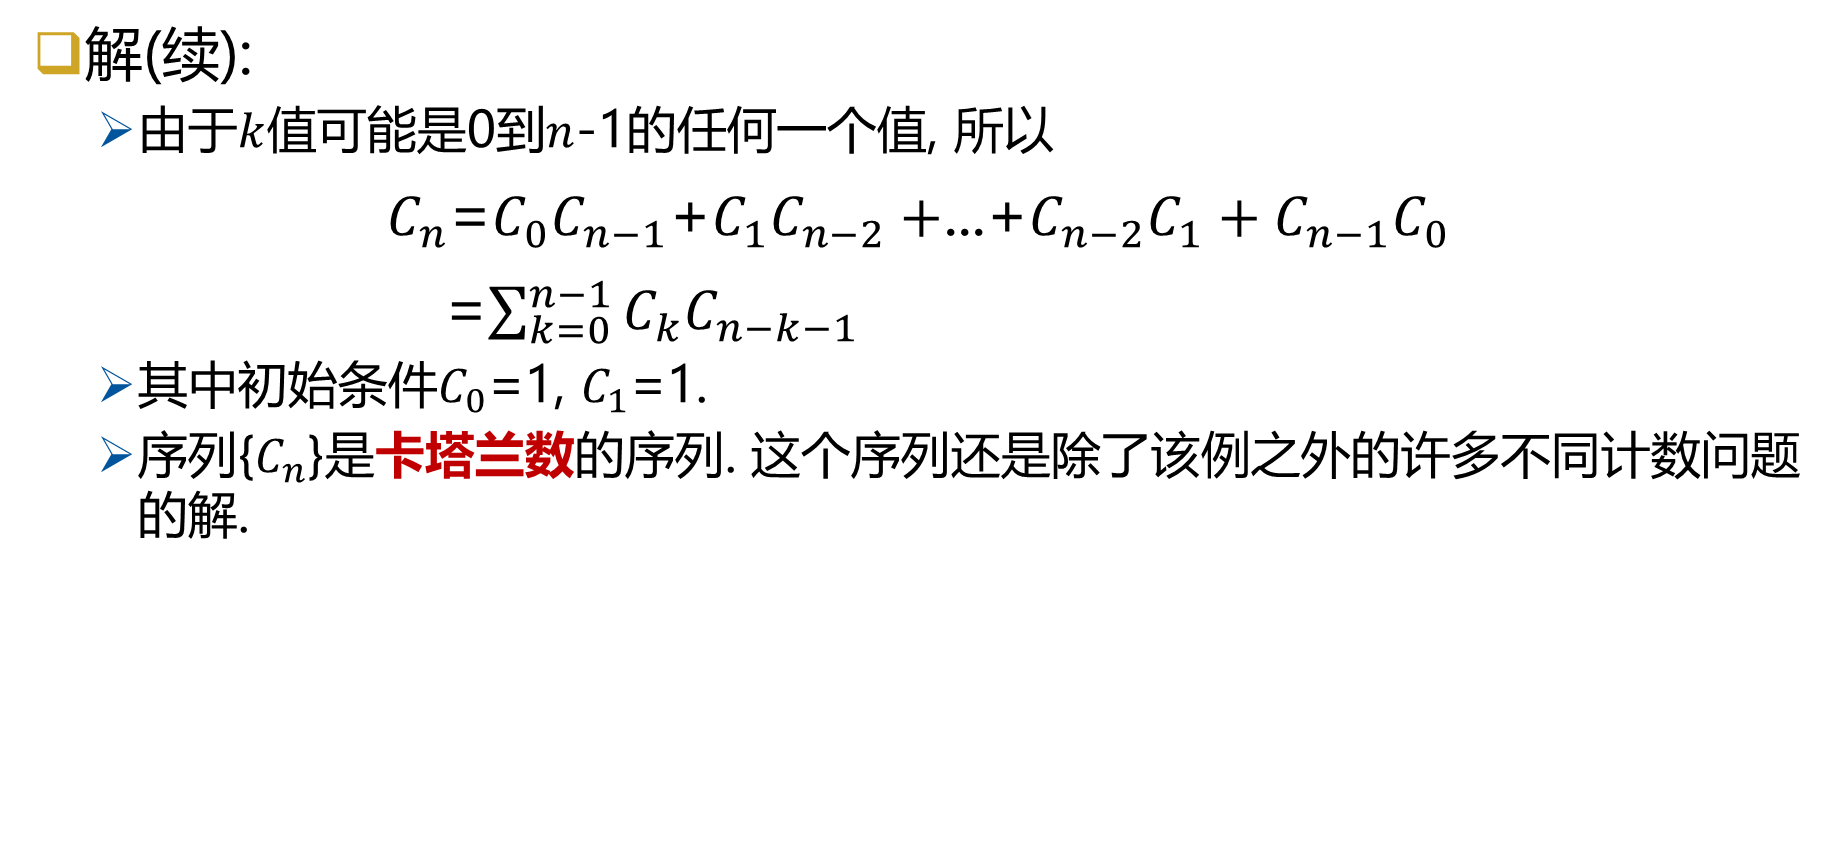 解(续):
由于k值可能是0到n-1的任何一个值, 所以
Cₙ=C₀Cₙ₋₁+C₁Cₙ₋₂ +...+Cₙ₋₂C₁ + Cₙ₋₁C₀
=∑ₖ₌₀ⁿ⁻¹ CₖCₙ₋ₖ₋₁
其中初始条件C₀=1, C₁=1.
序列{Cₙ}是卡塔兰数的序列. 这个序列还是除了该例之外的许多不同计数问题
的解.